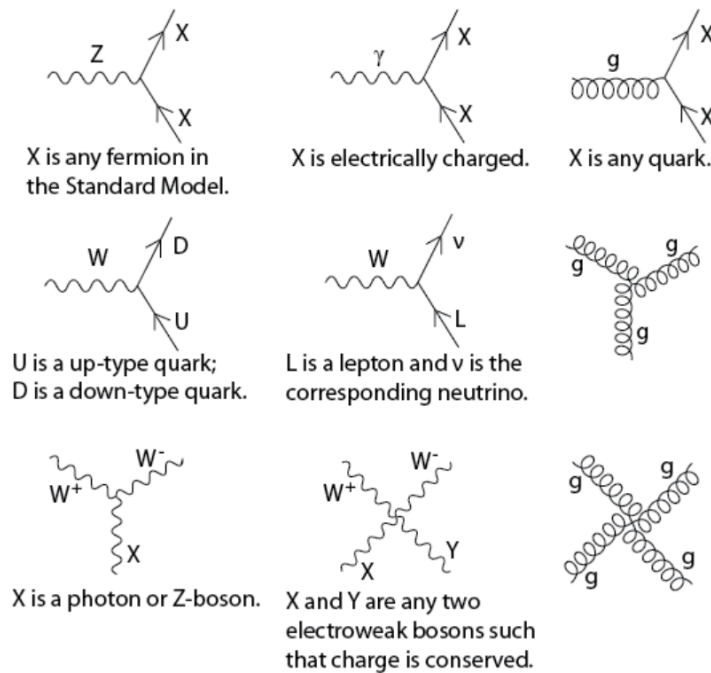 Z X X
γ X X
g X X
X is any fermion in
the Standard Model.
X is electrically charged.
X is any quark.
W D U
W ν L
g g g
U is a up-type quark;
D is a down-type quark.
L is a lepton and ν is the
corresponding neutrino.
W⁺ W⁻ X
W⁺ W⁻ X Y
g g g g
X is a photon or Z-boson.
X and Y are any two
electroweak bosons such
that charge is conserved.